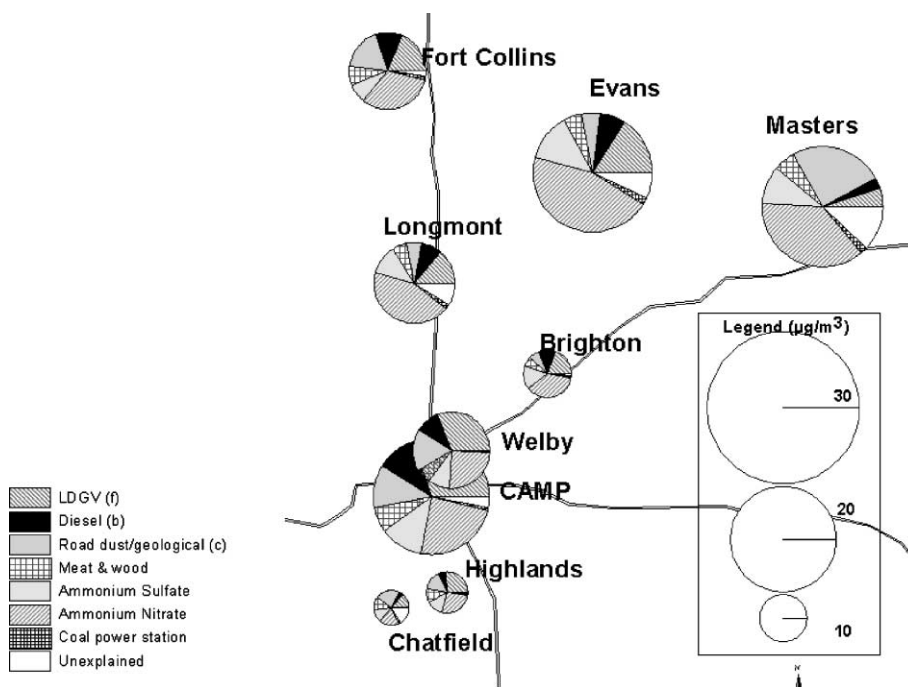 Fort Collins
Evans
Masters
Longmont
Legend (µg/m3)
Brighton
30
Welby
CAMP
LDGV (f)
Diesel (b)
Road dust/geological (c)
Meat & wood
Ammonium Sulfate
Ammonium Nitrate
Coal power station
Unexplained
20
Highlands
Chatfield
10
N